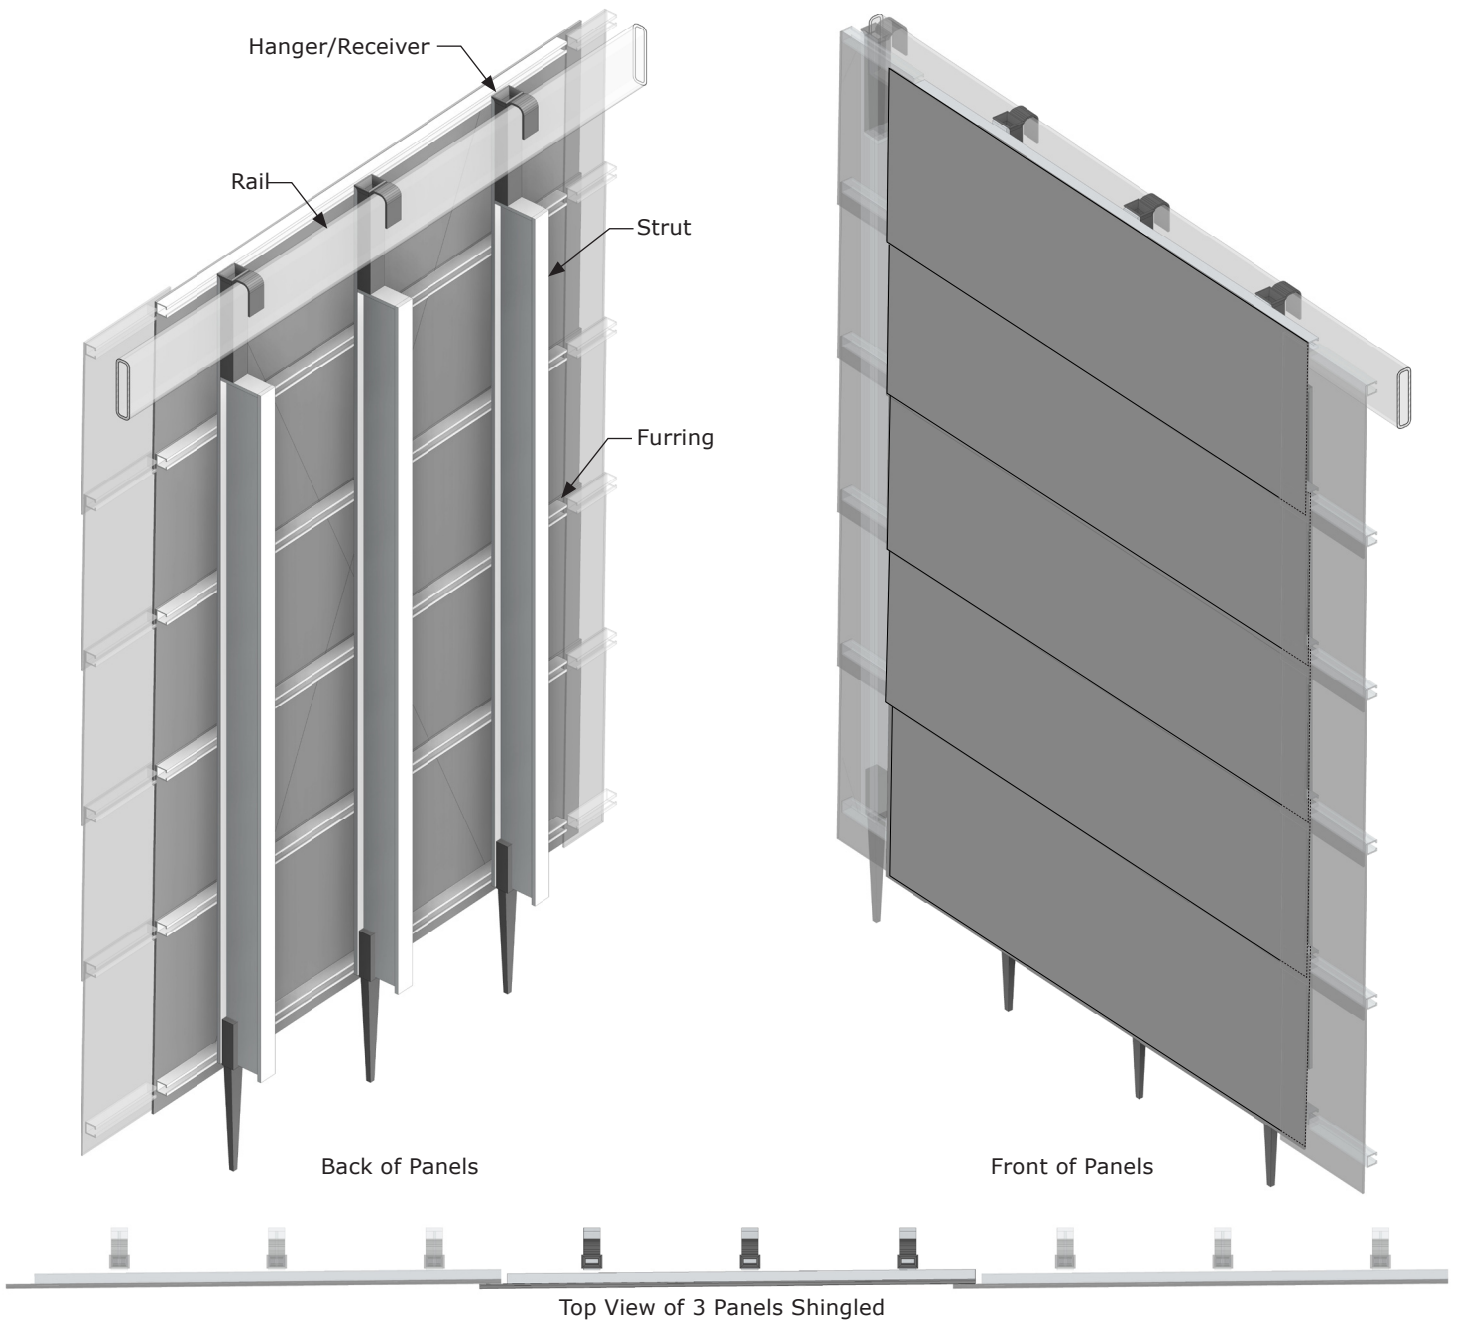 Hanger/Receiver
Rail
Strut
Furring
Back of Panels
Front of Panels
Top View of 3 Panels Shingled